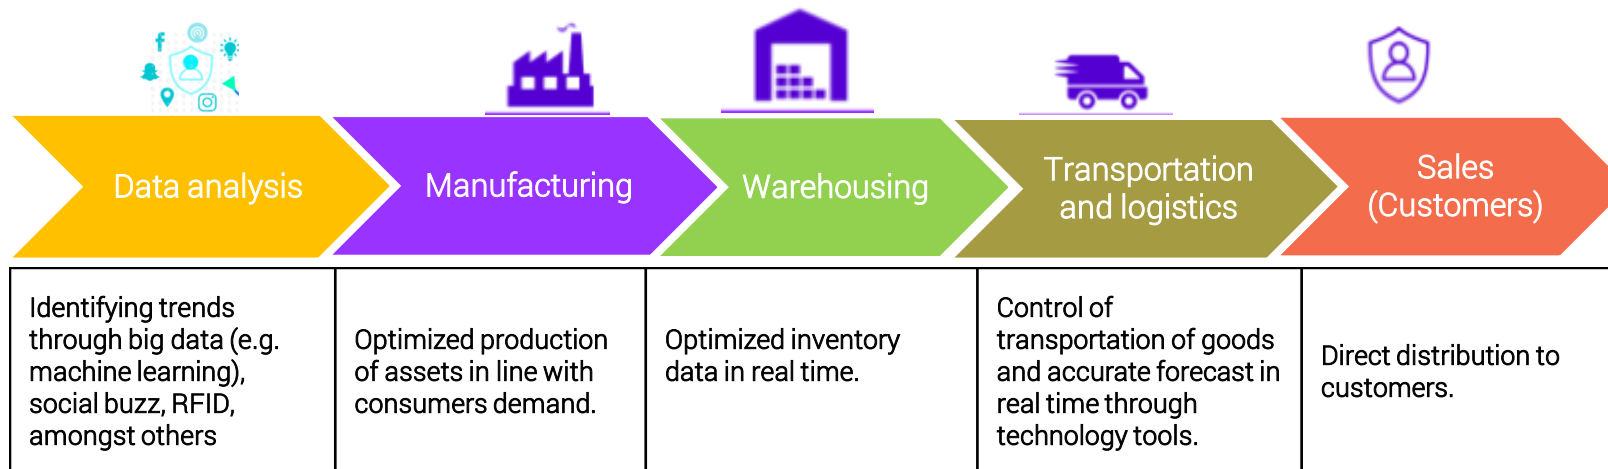 Data analysis
Manufacturing
Warehousing
Transportation
and logistics
Sales
(Customers)
Identifying trends
through big data (e.g.
machine learning),
social buzz, RFID,
amongst others
Optimized production
of assets in line with
consumers demand.
Optimized inventory
data in real time.
Control of
transportation of goods
and accurate forecast in
real time through
technology tools.
Direct distribution to
customers.